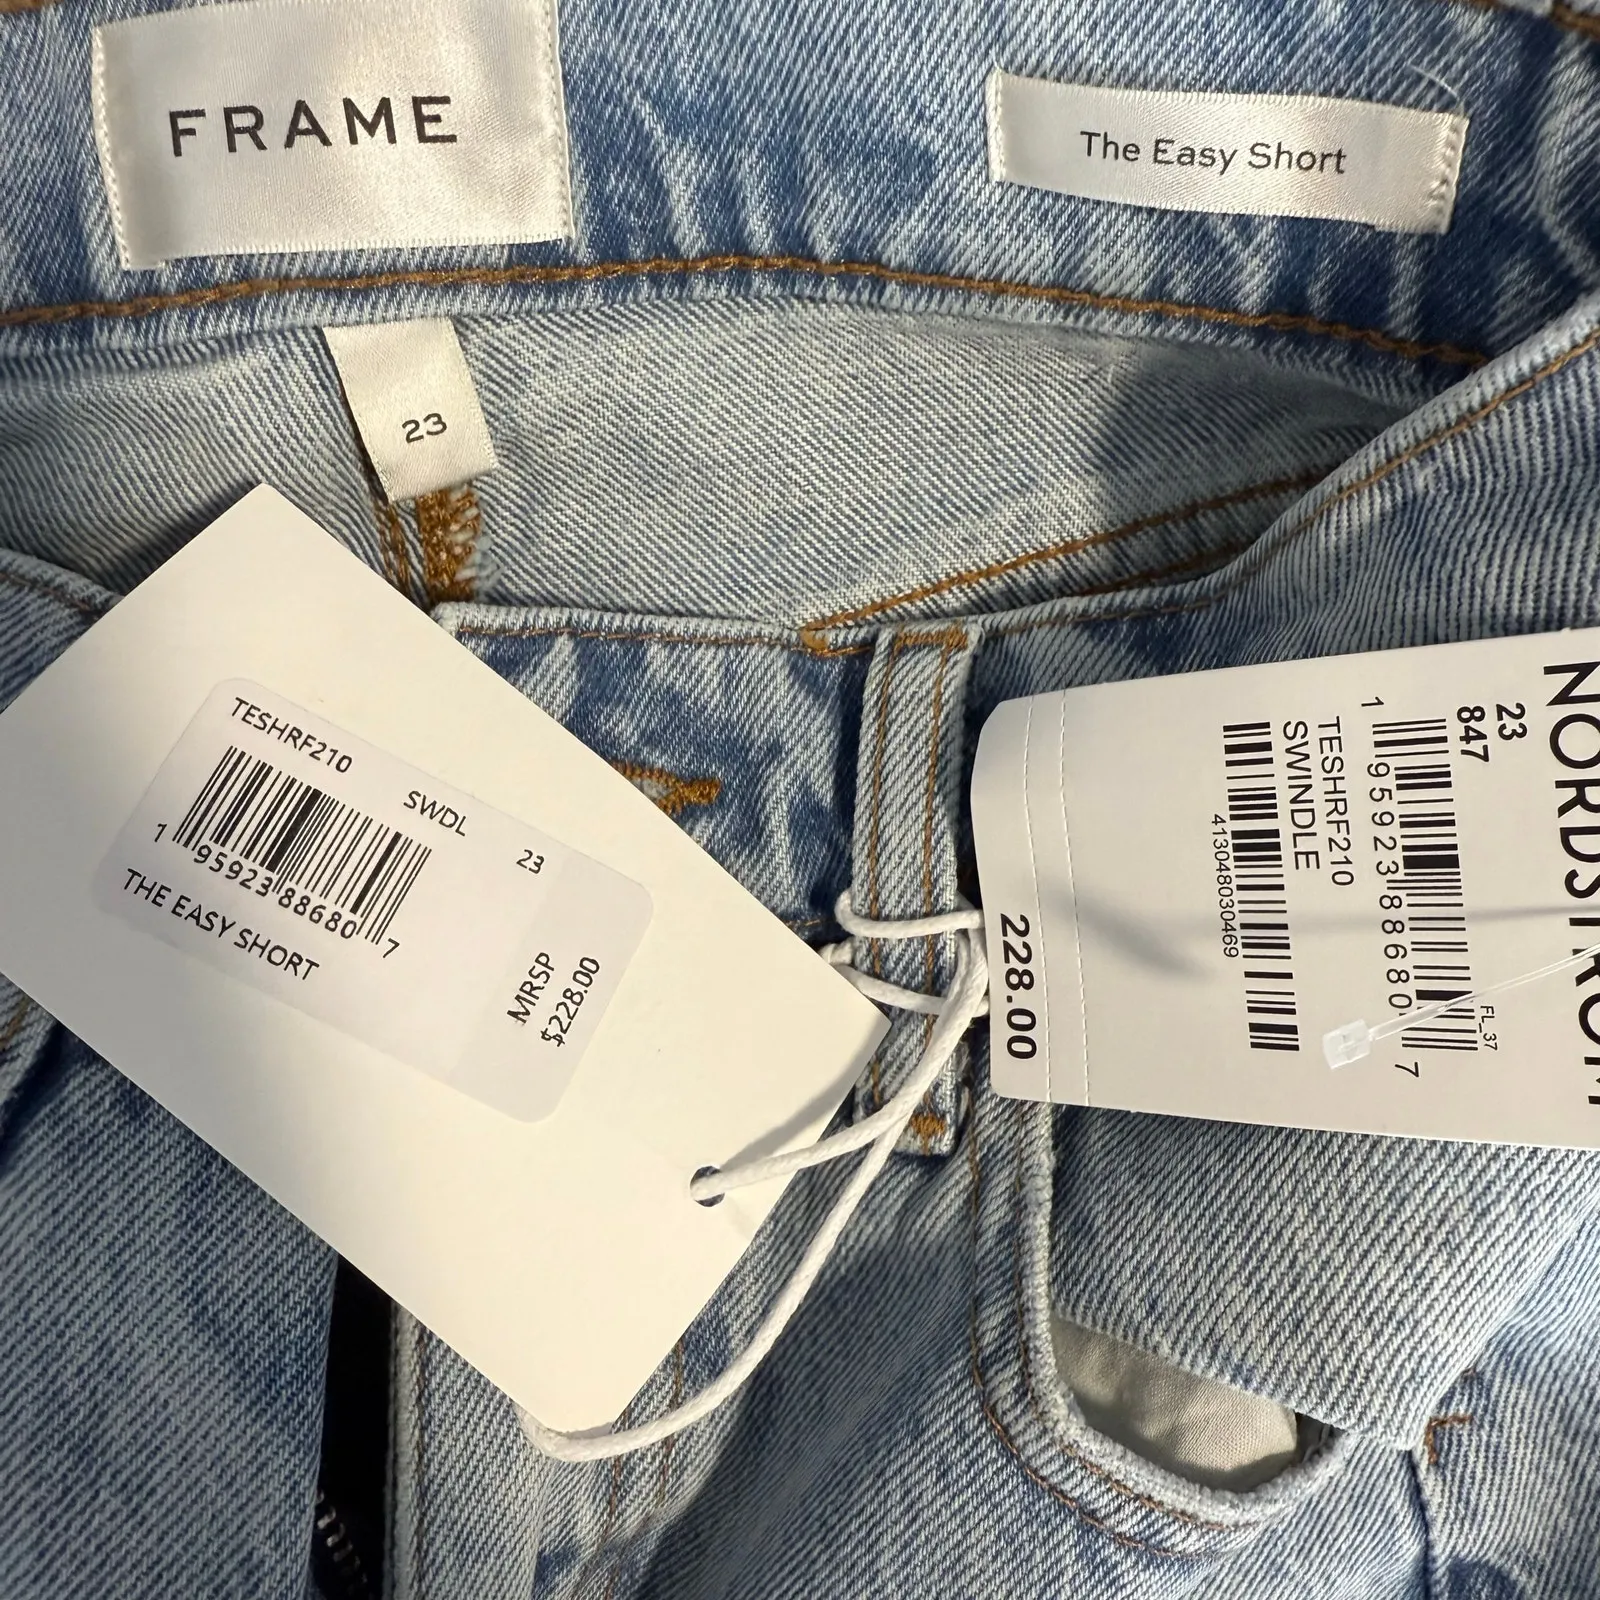 FRAME
The Easy Short
23
TESHRF210
SWDL
23
1 95923 88680 7
THE EASY SHORT
MRSP
$228.00
NORDSTROM
23
847
FL_37
1 95923 88680 7
TESHRF210
SWINDLE
413048030469
228.00